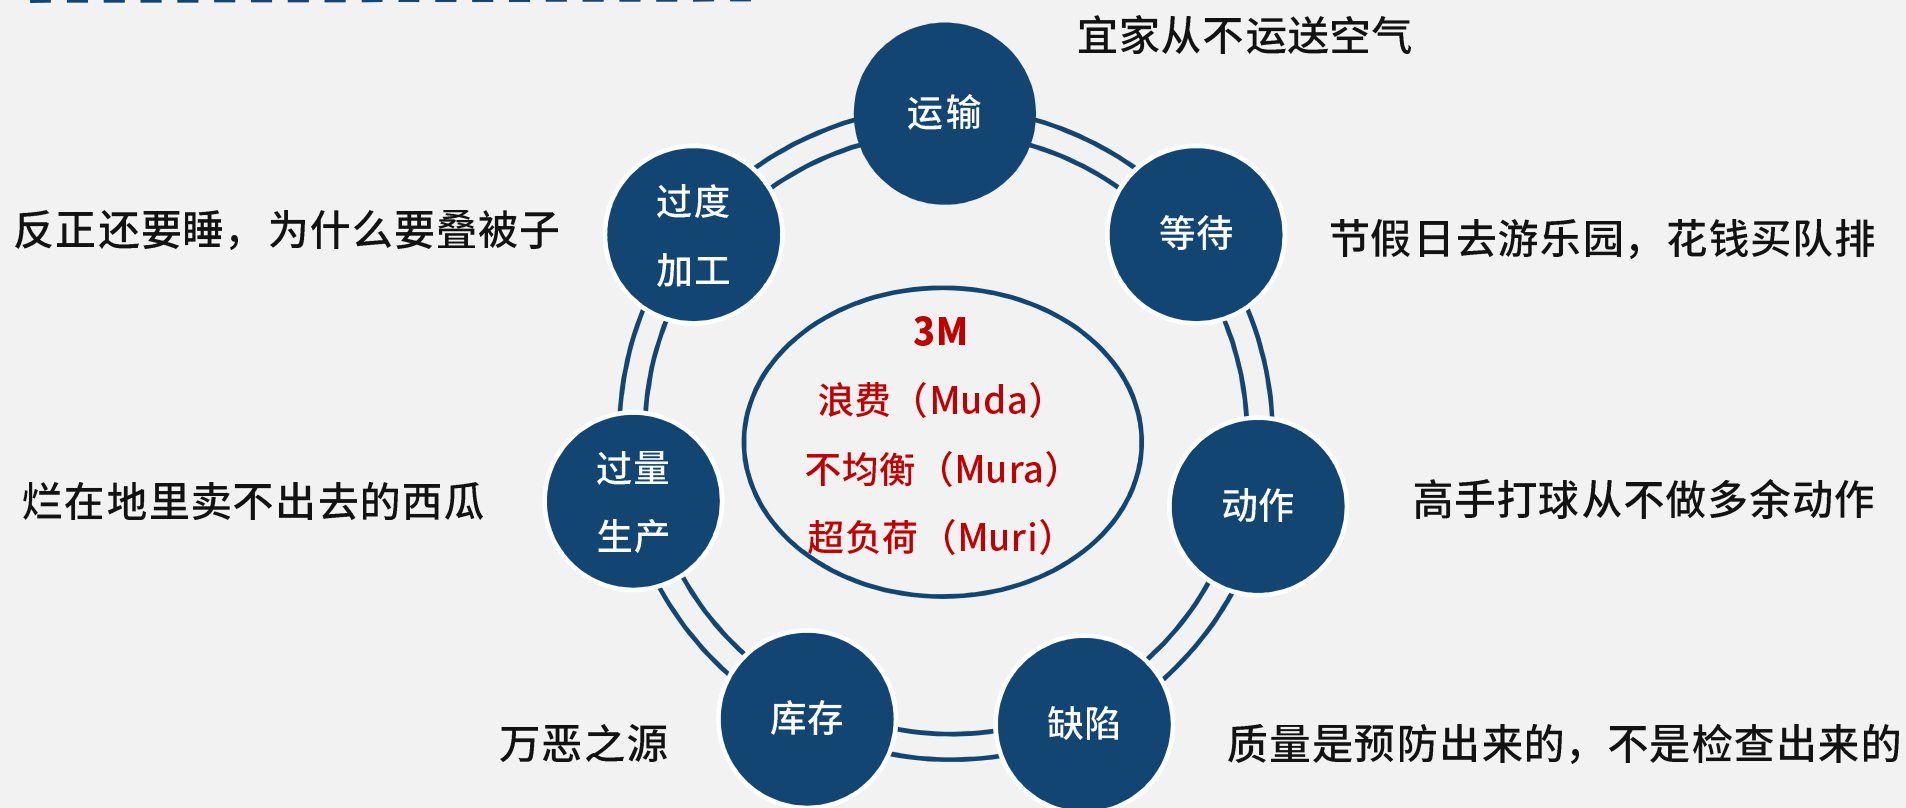 宜家从不运送空气
运输
过度
加工
反正还要睡，为什么要叠被子
等待
节假日去游乐园，花钱买队排
3M
浪费（Muda）
不均衡（Mura）
超负荷（Muri）
过量
生产
烂在地里卖不出去的西瓜
动作
高手打球从不做多余动作
库存
万恶之源
缺陷
质量是预防出来的，不是检查出来的